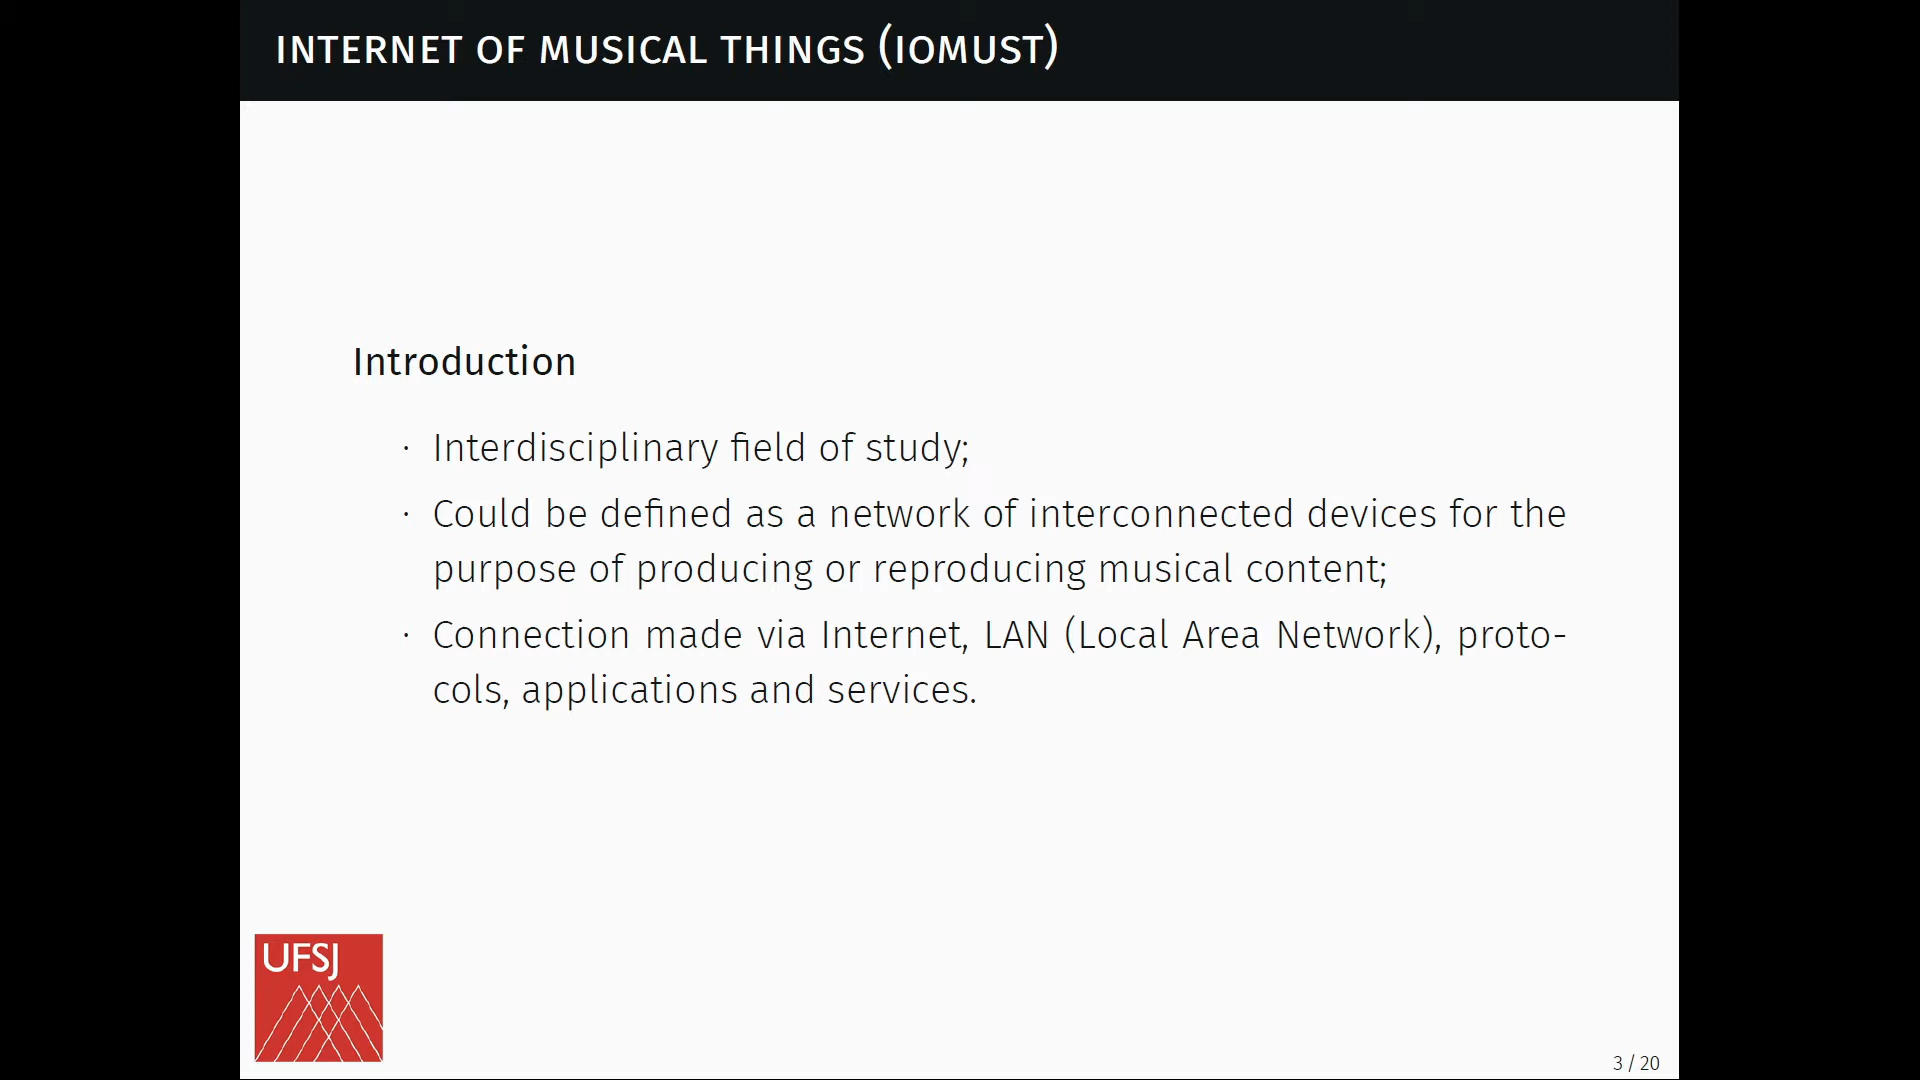 INTERNET OF MUSICAL THINGS (IOMUST)
Introduction
· Interdisciplinary field of study;
· Could be defined as a network of interconnected devices for the
purpose of producing or reproducing musical content;
· Connection made via Internet, LAN (Local Area Network), proto-
cols, applications and services.
UFSJ
3 / 20